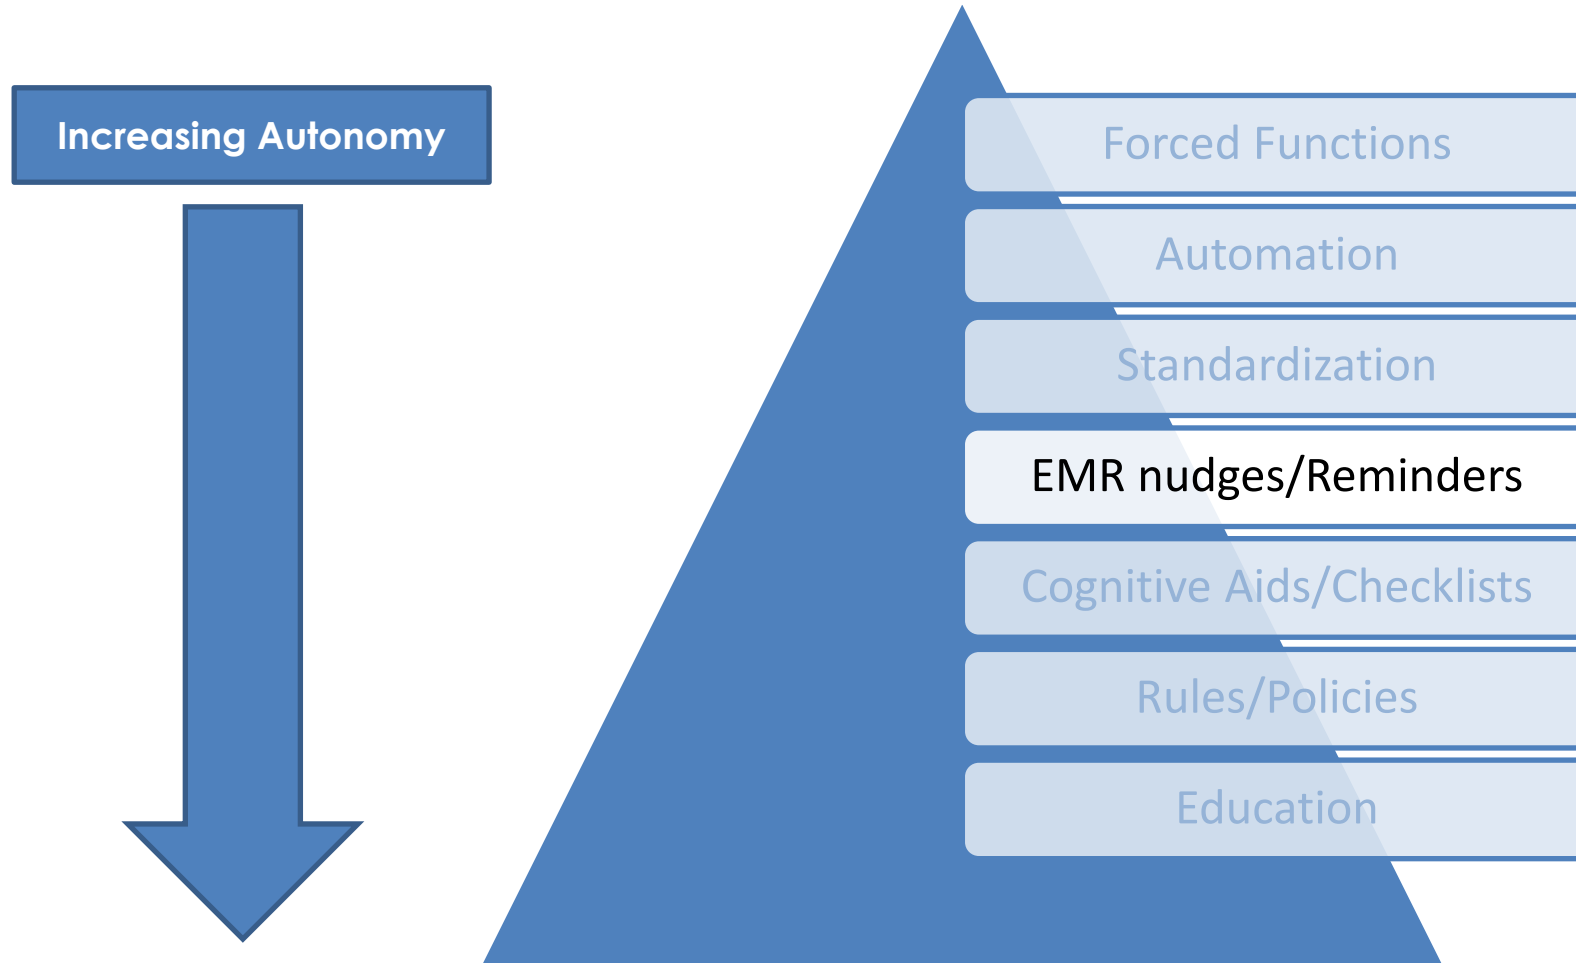 Increasing Autonomy
Forced Functions
Automation
Standardization
EMR nudges/Reminders
Cognitive Aids/Checklists
Rules/Policies
Education